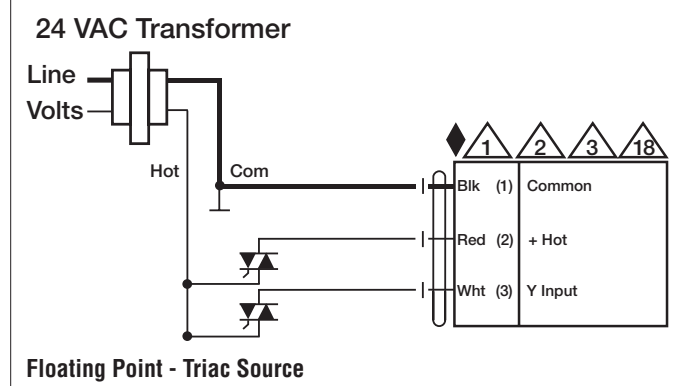 24 VAC Transformer
Line
Volts
Hot
Com
1 2 3 18
Blk (1) Common
Red (2) + Hot
Wht (3) Y Input
Floating Point - Triac Source